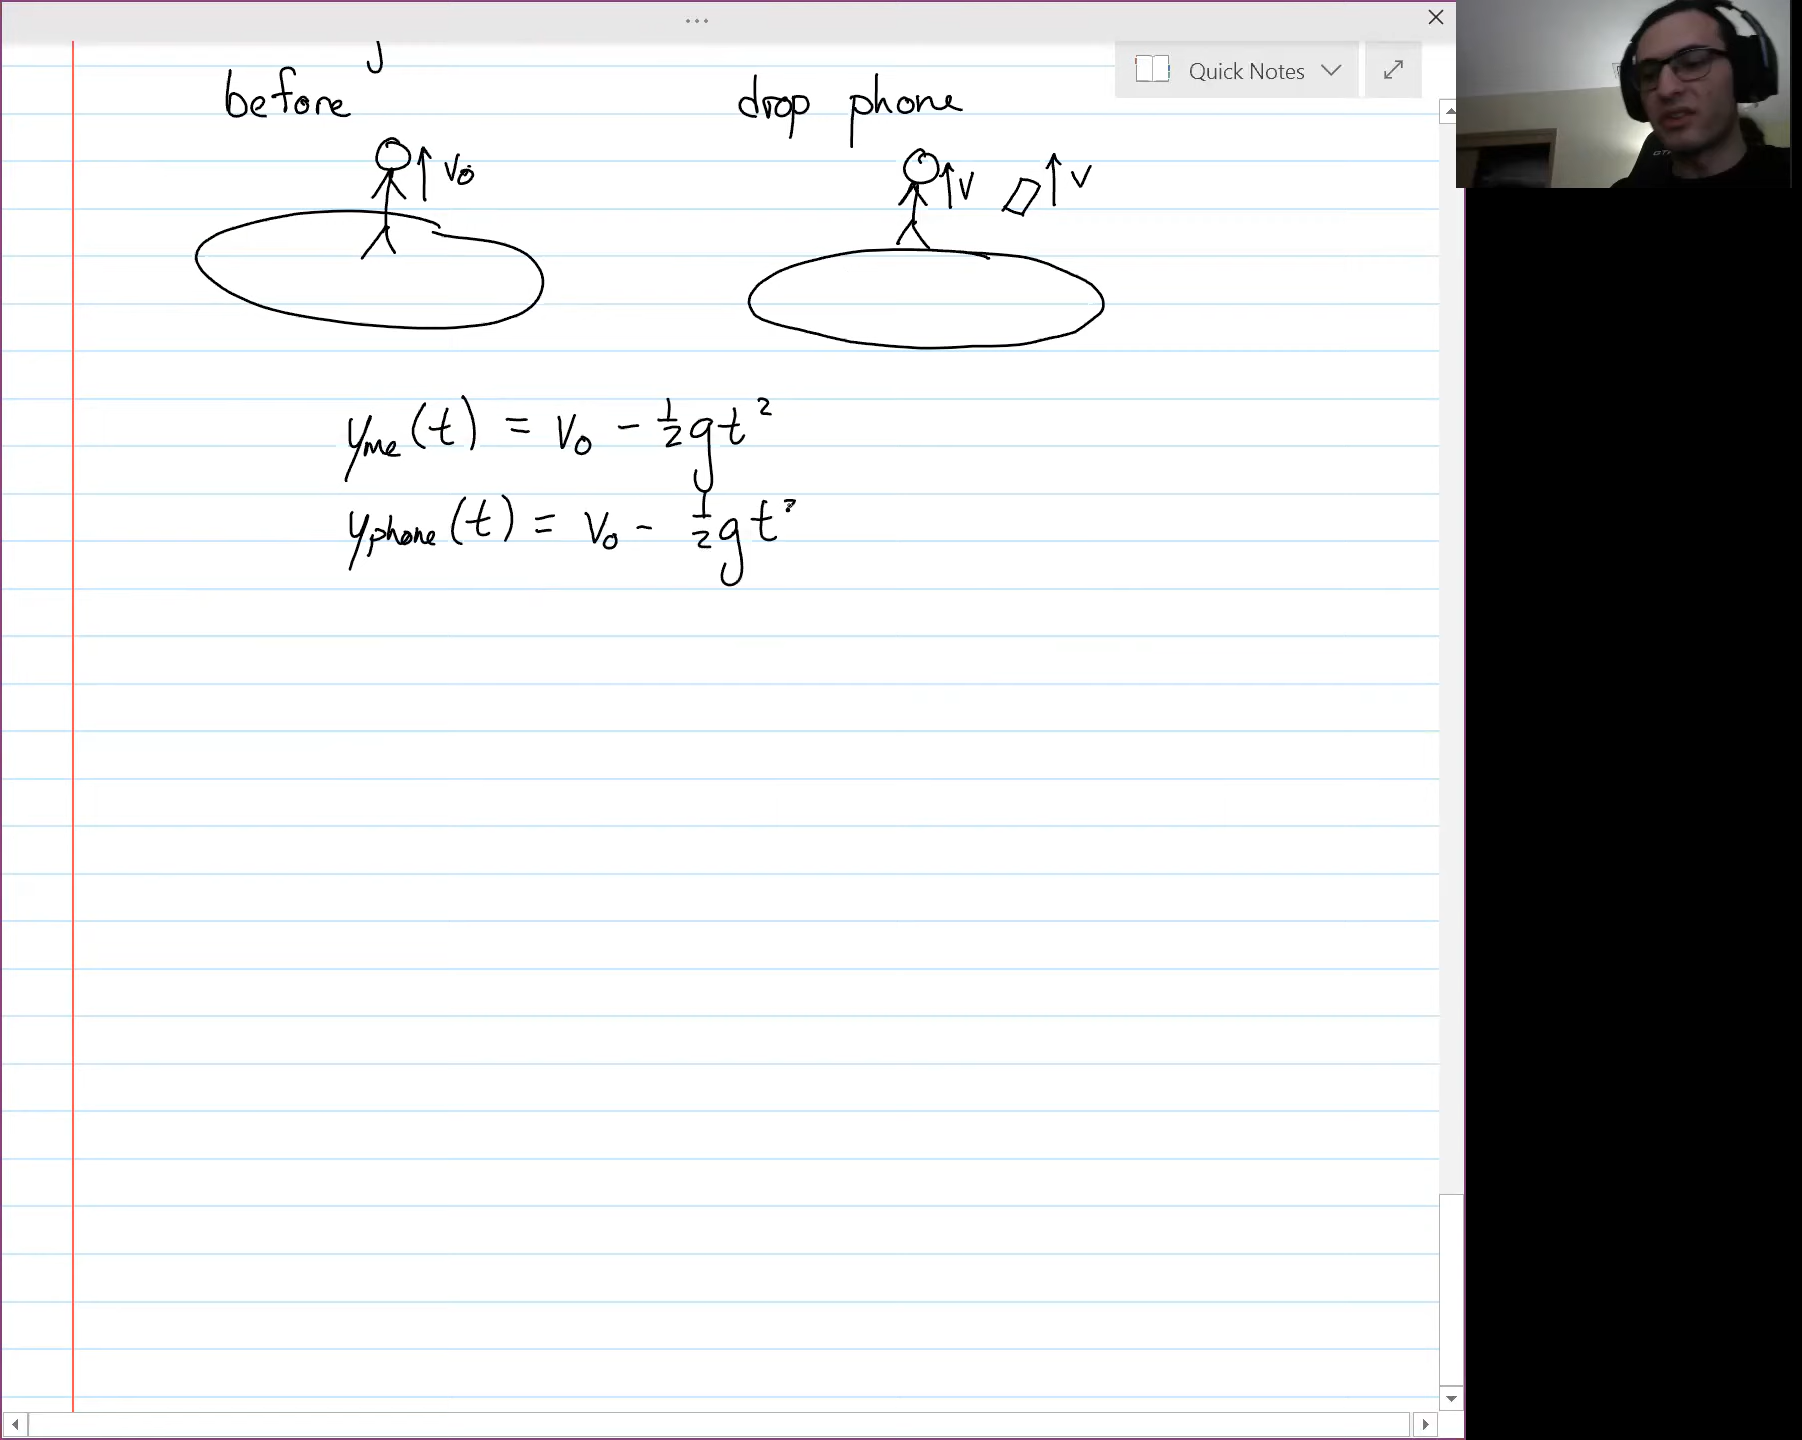 before
drop phone
Quick Notes
v₀
v
v
y_me(t) = v₀ - ½gt²
y_phone(t) = v₀ - ½gt²